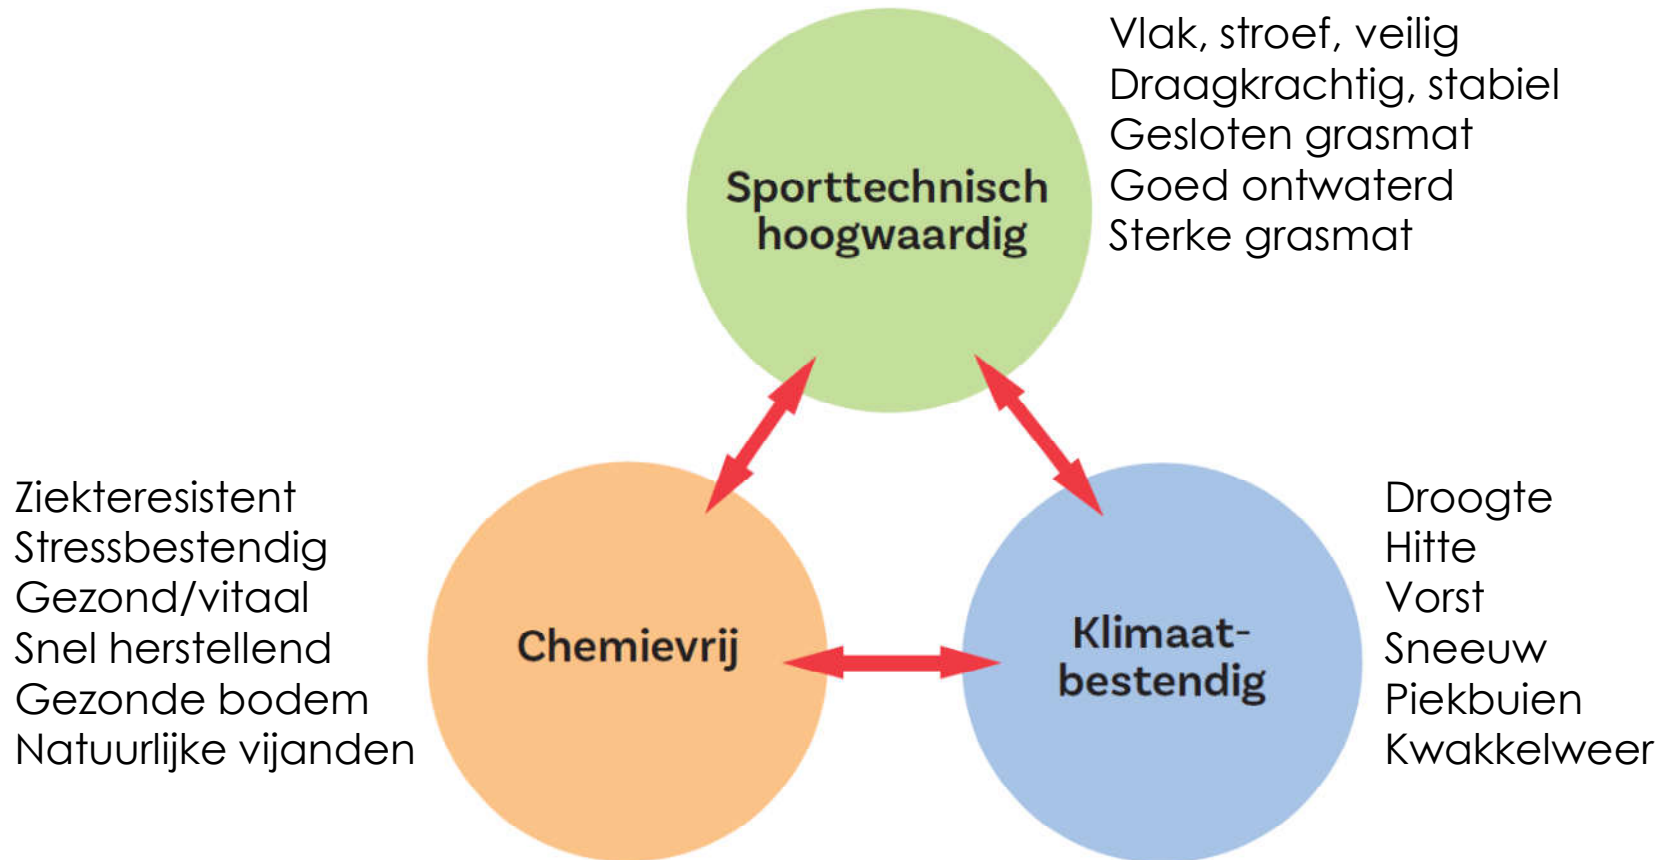 Vlak, stroef, veilig
Draagkrachtig, stabiel
Gesloten grasmat
Goed ontwaterd
Sterke grasmat
Sporttechnisch
hoogwaardig
Ziekteresistent
Stressbestendig
Gezond/vitaal
Snel herstellend
Gezonde bodem
Natuurlijke vijanden
Chemievrij
Klimaat-
bestendig
Droogte
Hitte
Vorst
Sneeuw
Piekbuien
Kwakkelweer